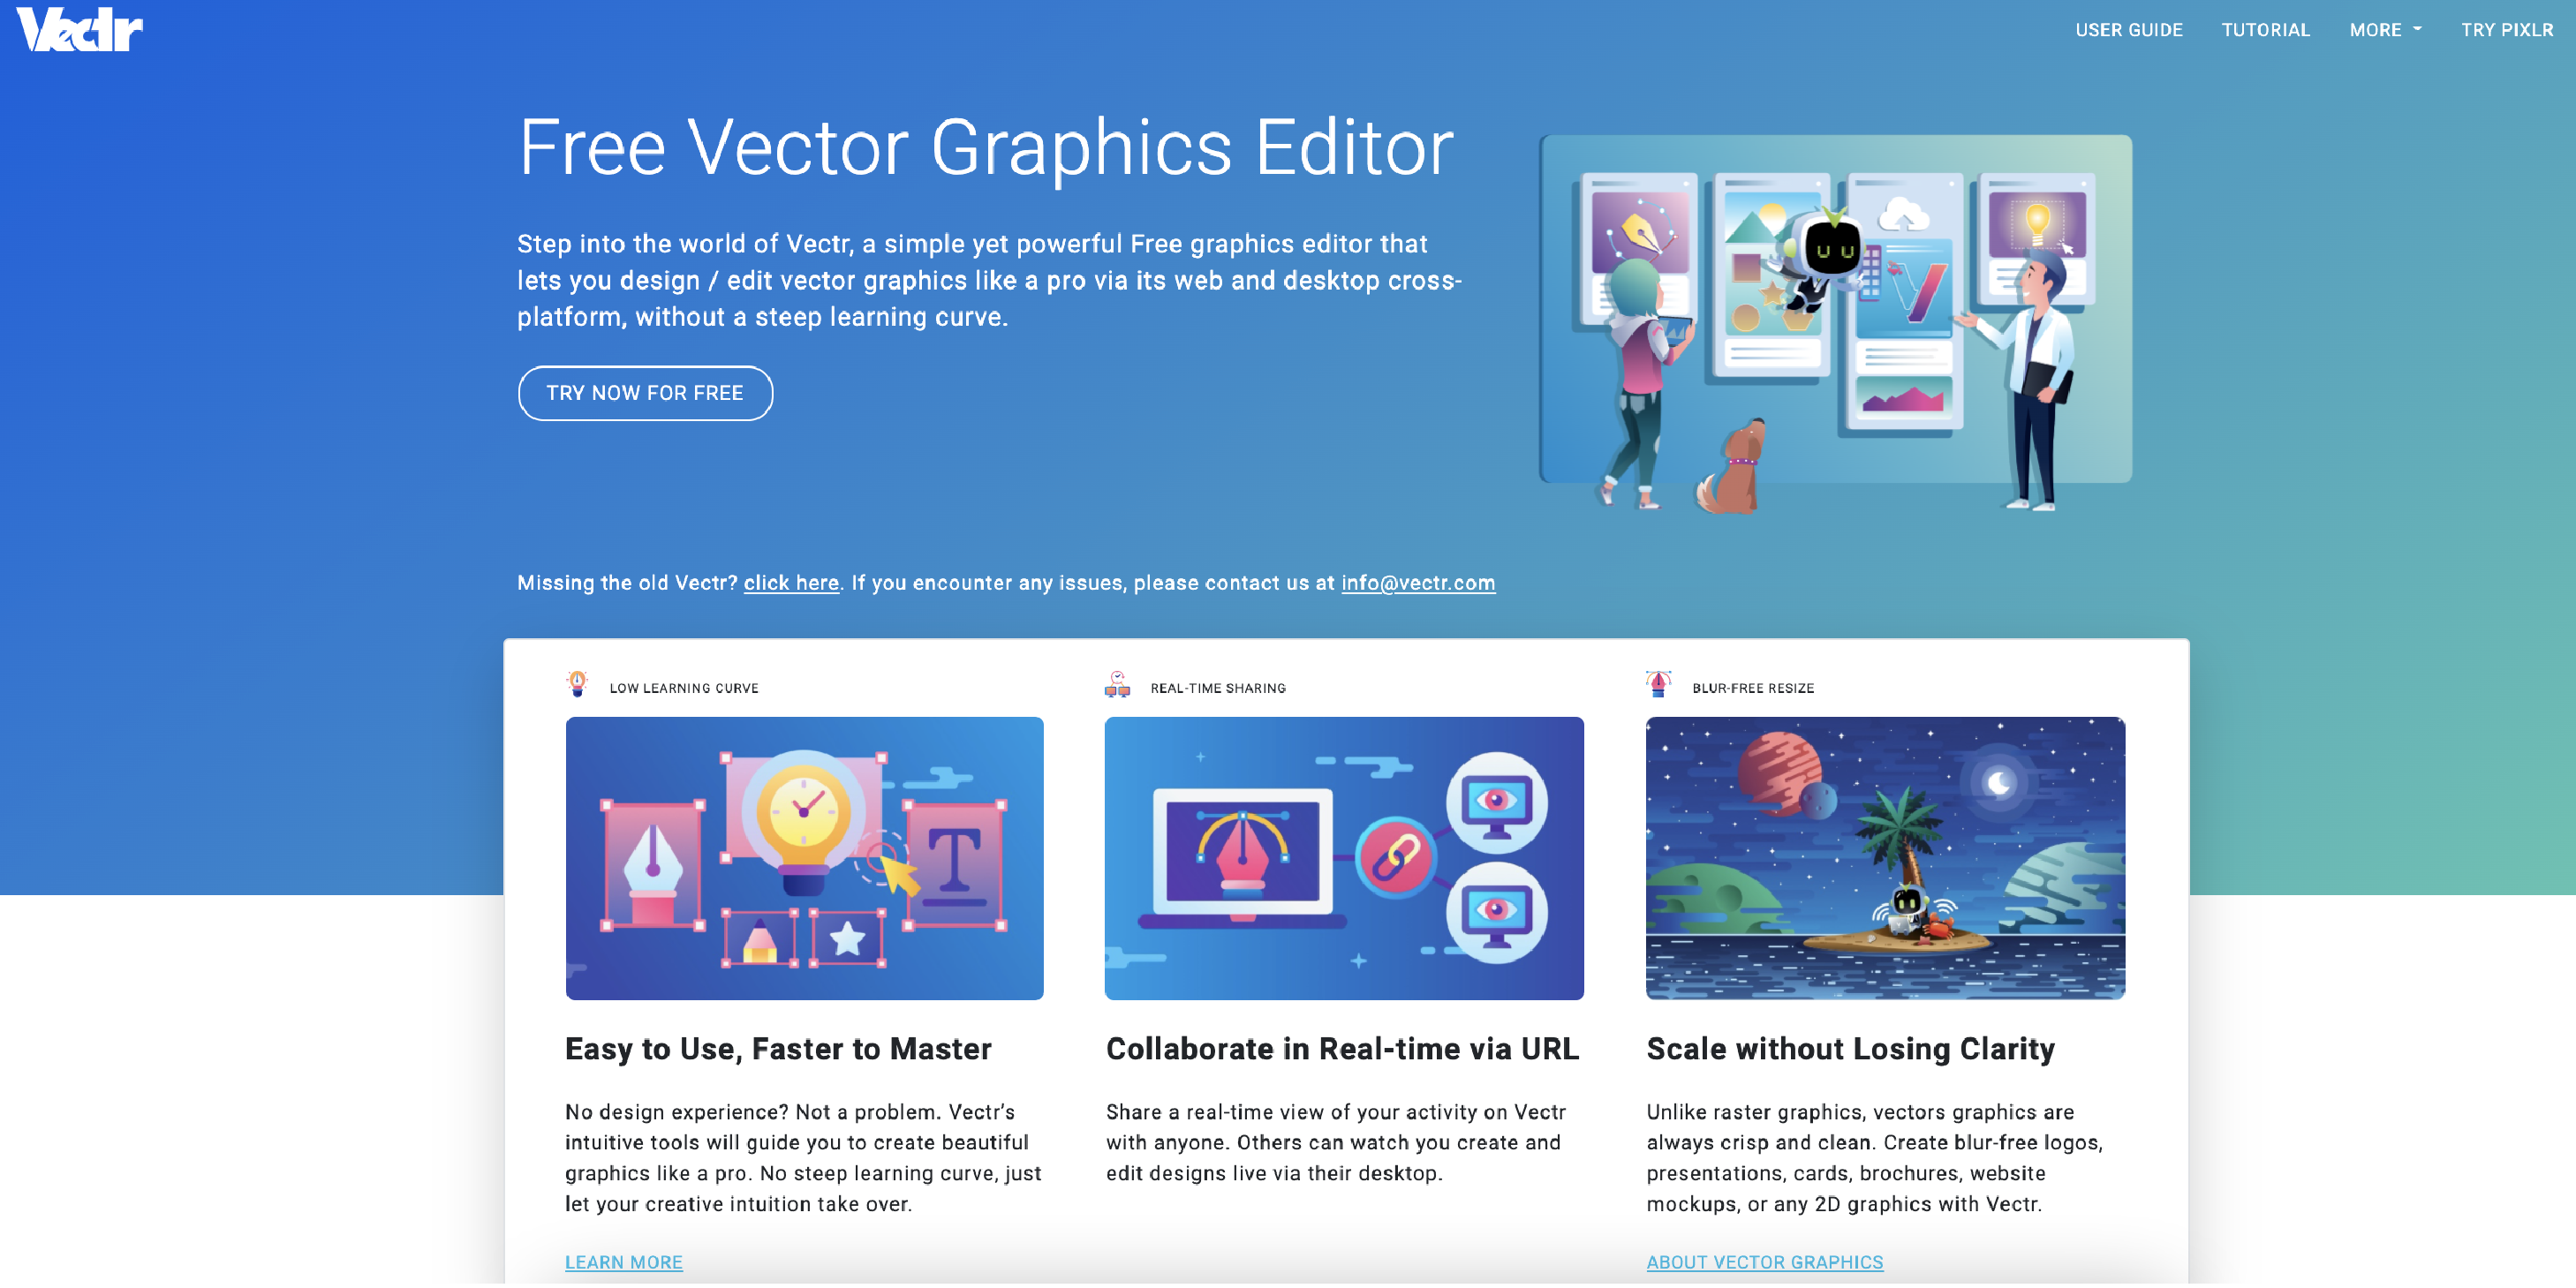 Vectr
USER GUIDE
TUTORIAL
MORE
TRY PIXLR
Free Vector Graphics Editor
Step into the world of Vectr, a simple yet powerful Free graphics editor that
lets you design / edit vector graphics like a pro via its web and desktop cross-
platform, without a steep learning curve.
TRY NOW FOR FREE
Missing the old Vectr? click here. If you encounter any issues, please contact us at info@vectr.com
LOW LEARNING CURVE
T
Easy to Use, Faster to Master
No design experience? Not a problem. Vectr’s
intuitive tools will guide you to create beautiful
graphics like a pro. No steep learning curve, just
let your creative intuition take over.
LEARN MORE
REAL-TIME SHARING
Collaborate in Real-time via URL
Share a real-time view of your activity on Vectr
with anyone. Others can watch you create and
edit designs live via their desktop.
BLUR-FREE RESIZE
Scale without Losing Clarity
Unlike raster graphics, vectors graphics are
always crisp and clean. Create blur-free logos,
presentations, cards, brochures, website
mockups, or any 2D graphics with Vectr.
ABOUT VECTOR GRAPHICS